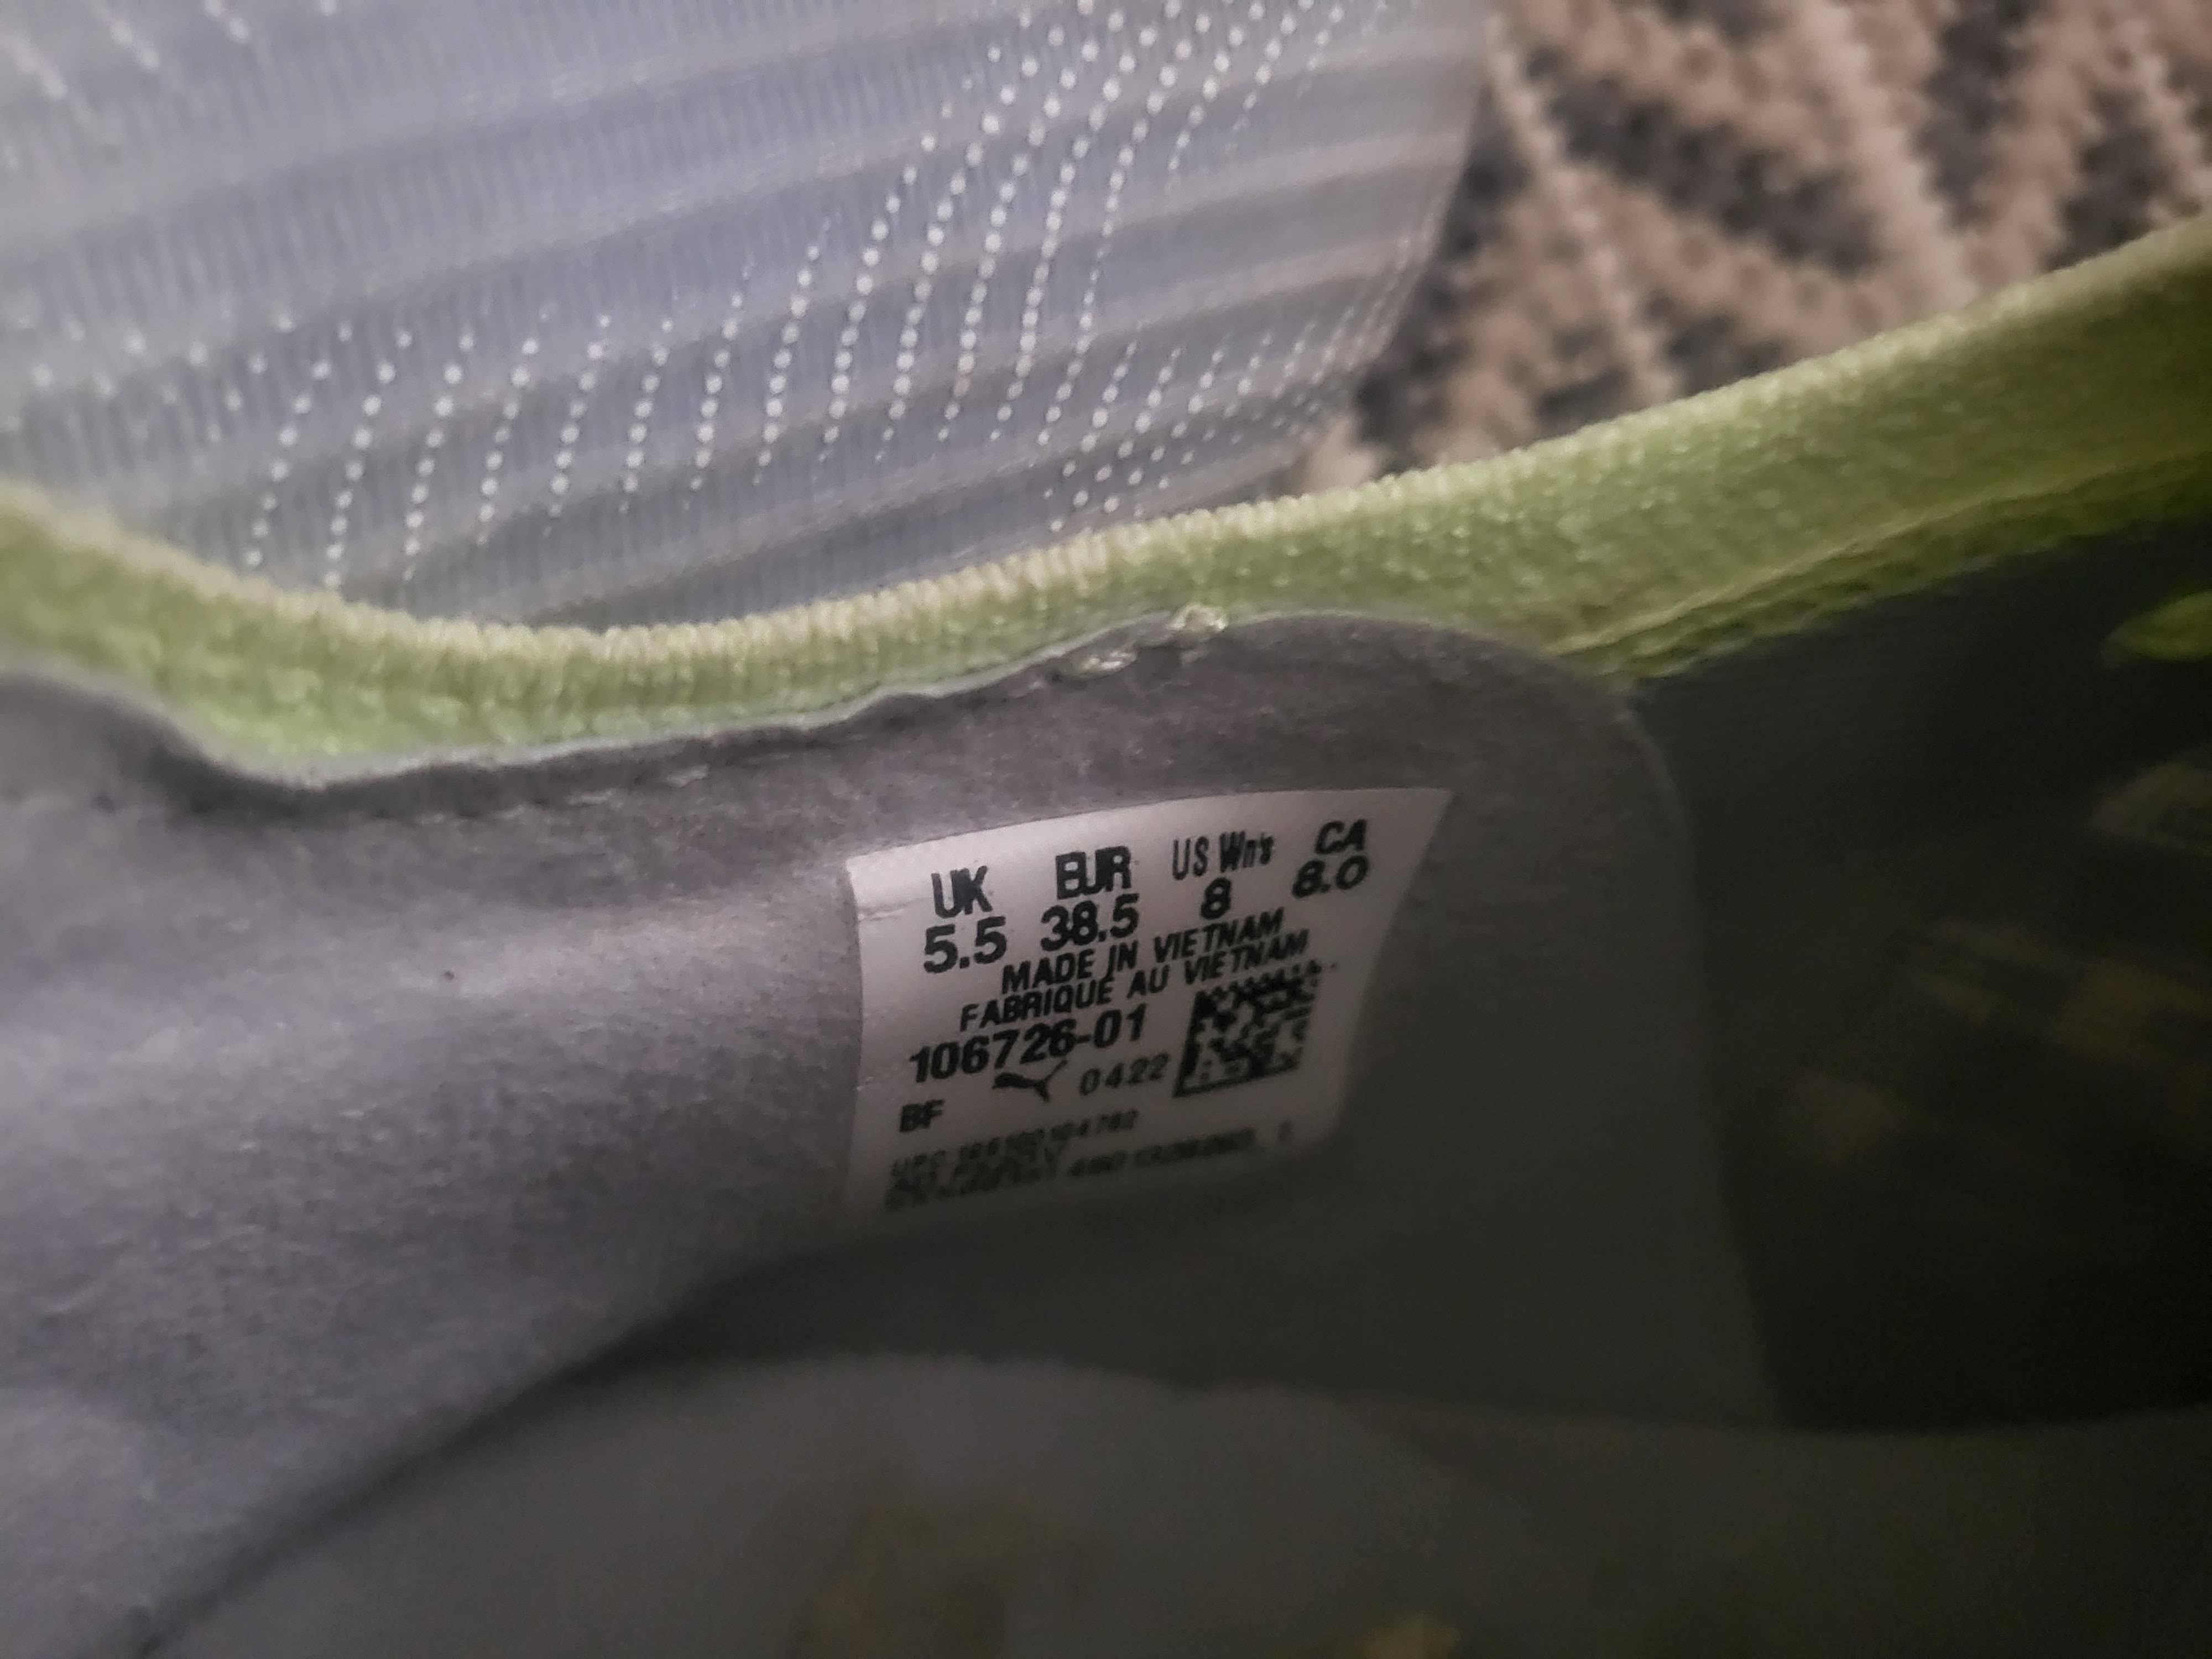 UK EUR US Wn's CA
5.5 38.5 8 8.0
MADE IN VIETNAM
FABRIQUÉ AU VIETNAM
106726-01
BF 0422
UPC